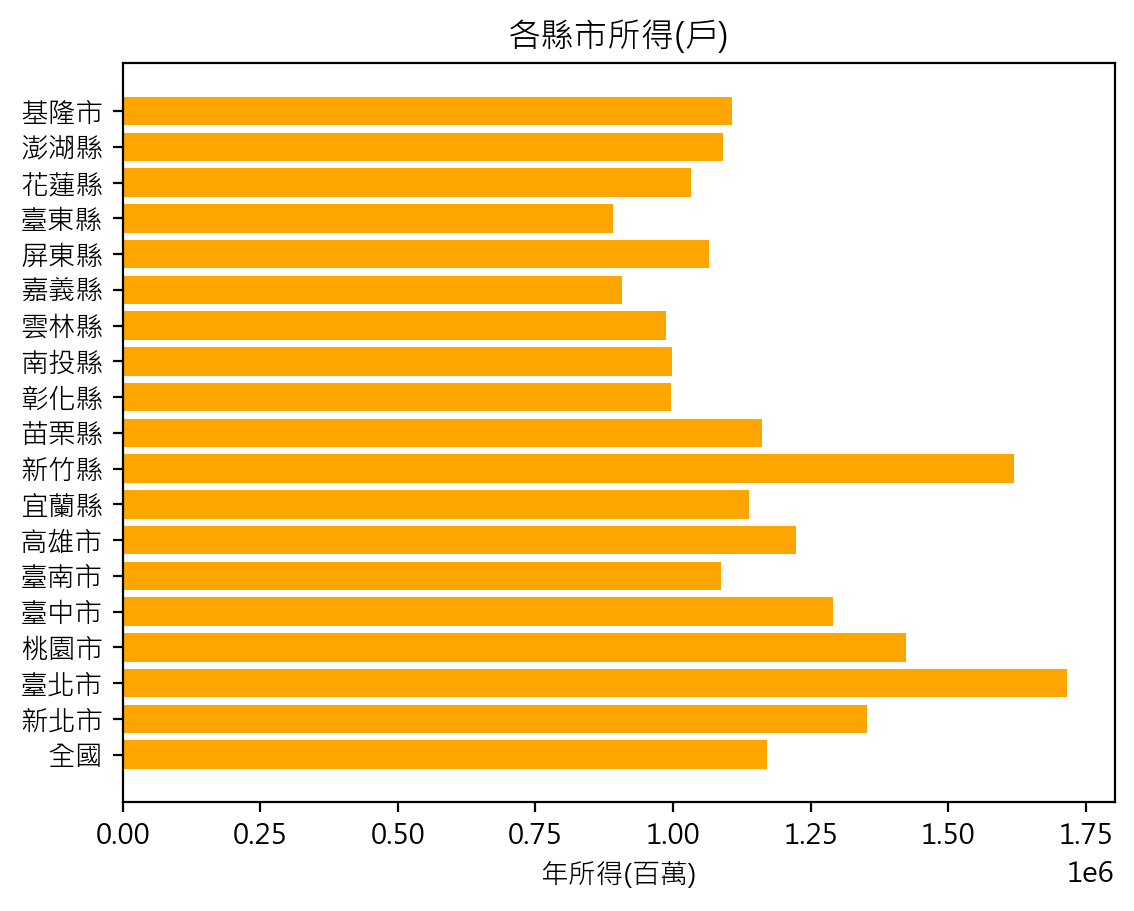 各縣市所得(戶)
基隆市
澎湖縣
花蓮縣
臺東縣
屏東縣
嘉義縣
雲林縣
南投縣
彰化縣
苗栗縣
新竹縣
宜蘭縣
高雄市
臺南市
臺中市
桃園市
臺北市
新北市
全國
0.00 0.25 0.50 0.75 1.00 1.25 1.50 1.75
年所得(百萬)
1e6